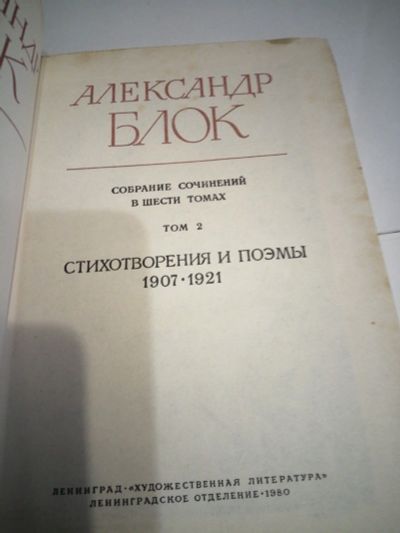 АЛЕКСАНДР
БЛОК
СОБРАНИЕ СОЧИНЕНИЙ
В ШЕСТИ ТОМАХ
ТОМ 2
СТИХОТВОРЕНИЯ И ПОЭМЫ
1907·1921
ЛЕНИНГРАД·«ХУДОЖЕСТВЕННАЯ ЛИТЕРАТУРА»
ЛЕНИНГРАДСКОЕ ОТДЕЛЕНИЕ·1980